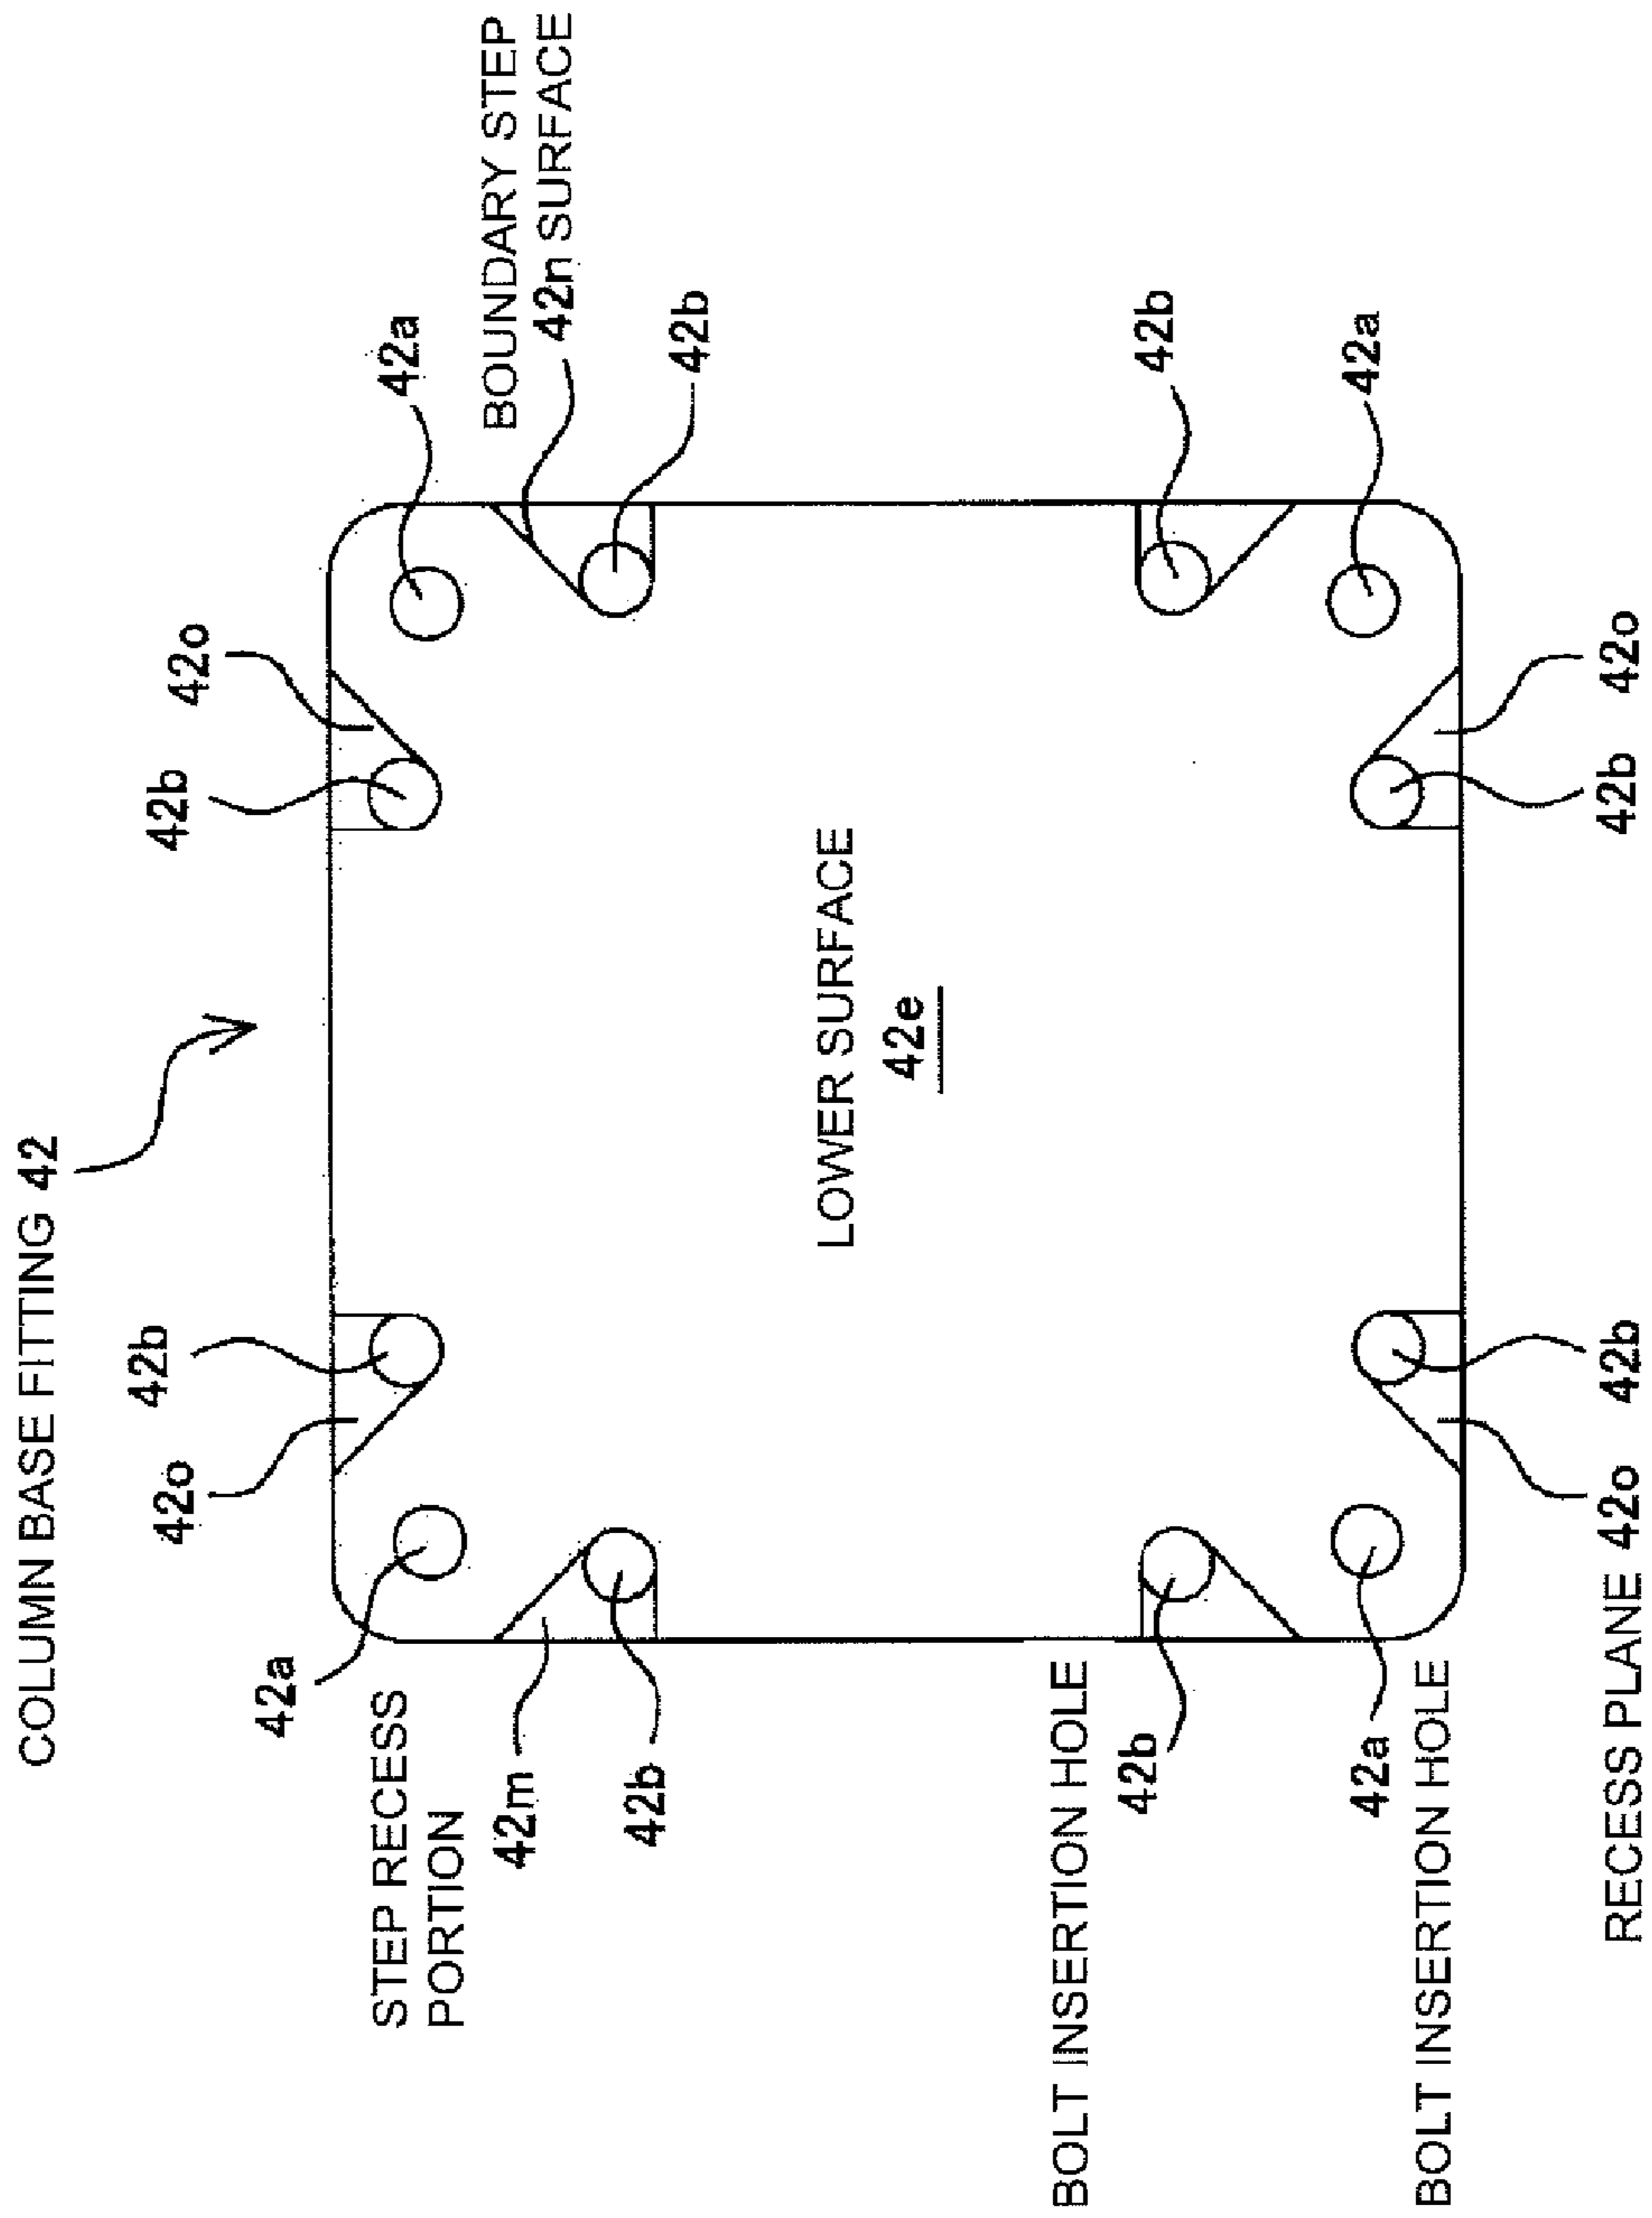 COLUMN BASE FITTING 42
42b
42b
42o
42o
42a
42a
STEP RECESS
PORTION
42m
BOUNDARY STEP
42n SURFACE
42b
42b
LOWER SURFACE
42e
BOLT INSERTION HOLE
42b
42b
42a
42a
BOLT INSERTION HOLE
RECESS PLANE 42o
42b
42b
42o